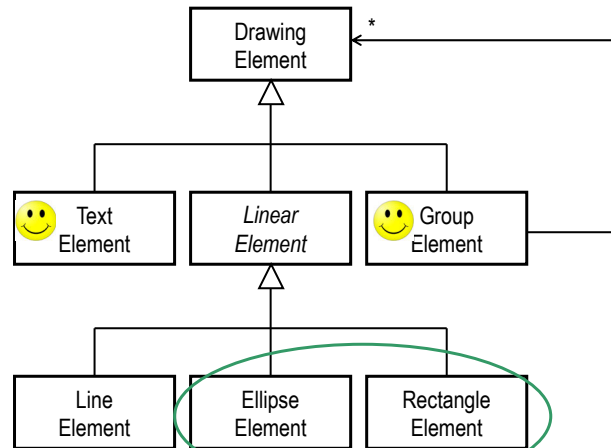 Drawing
Element
*
Text
Element
Linear
Element
Group
Element
Line
Element
Ellipse
Element
Rectangle
Element